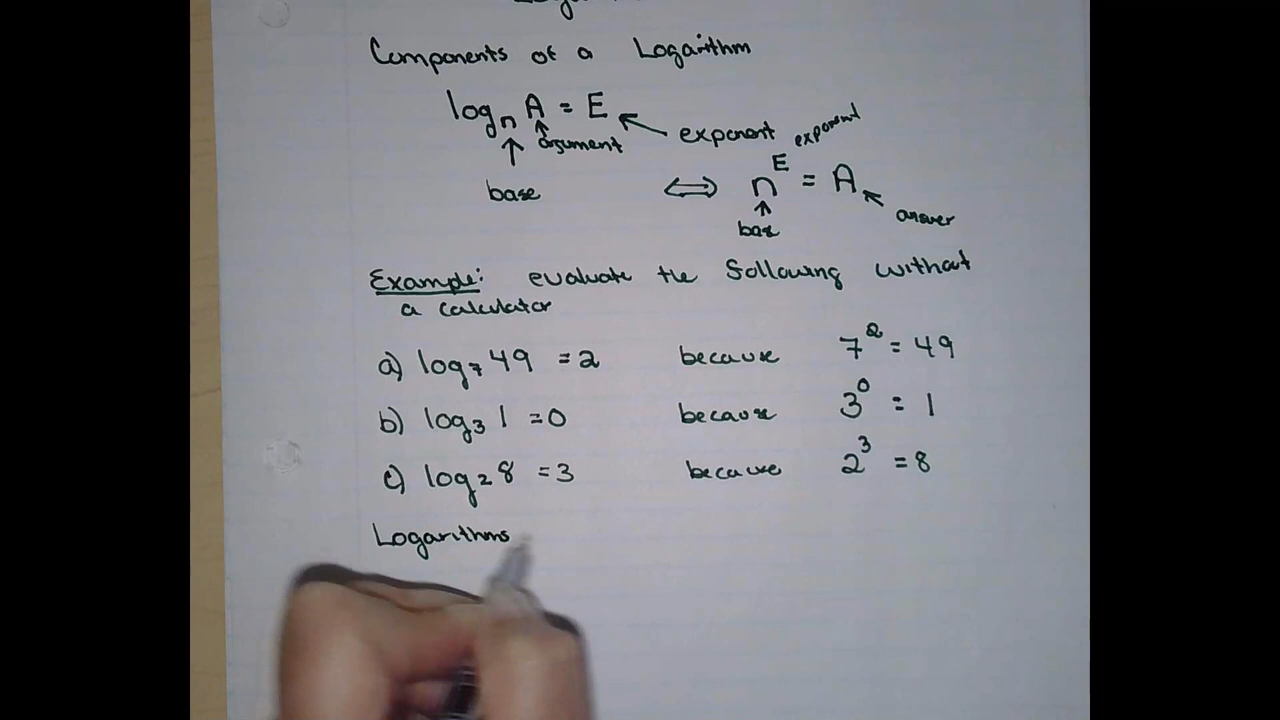 Components of a Logarithm
logₙ A = E
argument
exponent
base
⇔ n^E = A
exponent
base
answer
Example: evaluate the following without
a calculator
a) log₇ 49 = 2 because 7² = 49
b) log₃ 1 = 0 because 3⁰ = 1
c) log₂ 8 = 3 because 2³ = 8
Logarithms